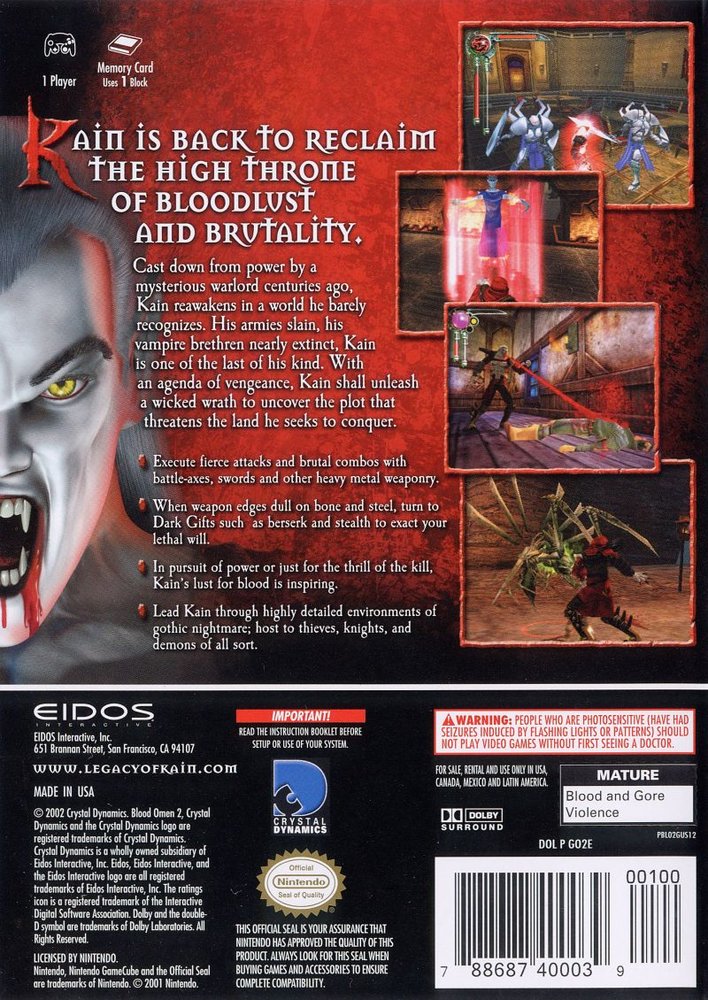 1 Player
Memory Card
Uses 1 Block
KAIN IS BACK TO RECLAIM
THE HIGH THRONE
OF BLOODLUST
AND BRUTALITY.
Cast down from power by a
mysterious warlord centuries ago,
Kain reawakens in a world he barely
recognizes. His armies slain, his
vampire brethren nearly extinct, Kain
is one of the last of his kind. With
an agenda of vengeance, Kain shall unleash
a wicked wrath to uncover the plot that
threatens the land he seeks to conquer.
Execute fierce attacks and brutal combos with
battle-axes, swords and other heavy metal weaponry.
When weapon edges dull on bone and steel, turn to
Dark Gifts such as berserk and stealth to exact your
lethal will.
In pursuit of power or just for the thrill of the kill,
Kain's lust for blood is inspiring.
Lead Kain through highly detailed environments of
gothic nightmare; host to thieves, knights, and
demons of all sort.
EIDOS
INTERACTIVE
EIDOS Interactive, Inc.
651 Brannan Street, San Francisco, CA 94107
WWW.LEGACYOFKAIN.COM
MADE IN USA
© 2002 Crystal Dynamics. Blood Omen 2, Crystal
Dynamics and the Crystal Dynamics logo are
registered trademarks of Crystal Dynamics.
Crystal Dynamics is a wholly owned subsidiary of
Eidos Interactive, Inc. Eidos, Eidos Interactive, and
the Eidos Interactive logo are all registered
trademarks of Eidos Interactive, Inc. The ratings
icon is a registered trademark of the Interactive
Digital Software Association. Dolby and the double-
D symbol are trademarks of Dolby Laboratories. All
Rights Reserved.
LICENSED BY NINTENDO.
Nintendo, Nintendo GameCube and the Official Seal
are trademarks of Nintendo. © 2001 Nintendo.
IMPORTANT!
READ THE INSTRUCTION BOOKLET BEFORE
SETUP OR USE OF YOUR SYSTEM.
CRYSTAL
DYNAMICS
Official
Nintendo
Seal of Quality
THIS OFFICIAL SEAL IS YOUR ASSURANCE THAT
NINTENDO HAS APPROVED THE QUALITY OF THIS
PRODUCT. ALWAYS LOOK FOR THIS SEAL WHEN
BUYING GAMES AND ACCESSORIES TO ENSURE
COMPLETE COMPATIBILITY.
WARNING: PEOPLE WHO ARE PHOTOSENSITIVE (HAVE HAD
SEIZURES INDUCED BY FLASHING LIGHTS OR PATTERNS) SHOULD
NOT PLAY VIDEO GAMES WITHOUT FIRST SEEING A DOCTOR.
FOR SALE, RENTAL AND USE ONLY IN USA,
CANADA, MEXICO AND LATIN AMERICA.
DOLBY
SURROUND
MATURE
Blood and Gore
Violence
PBLO2GUS12
DOL P GO2E
00100
7 88687 40003 9